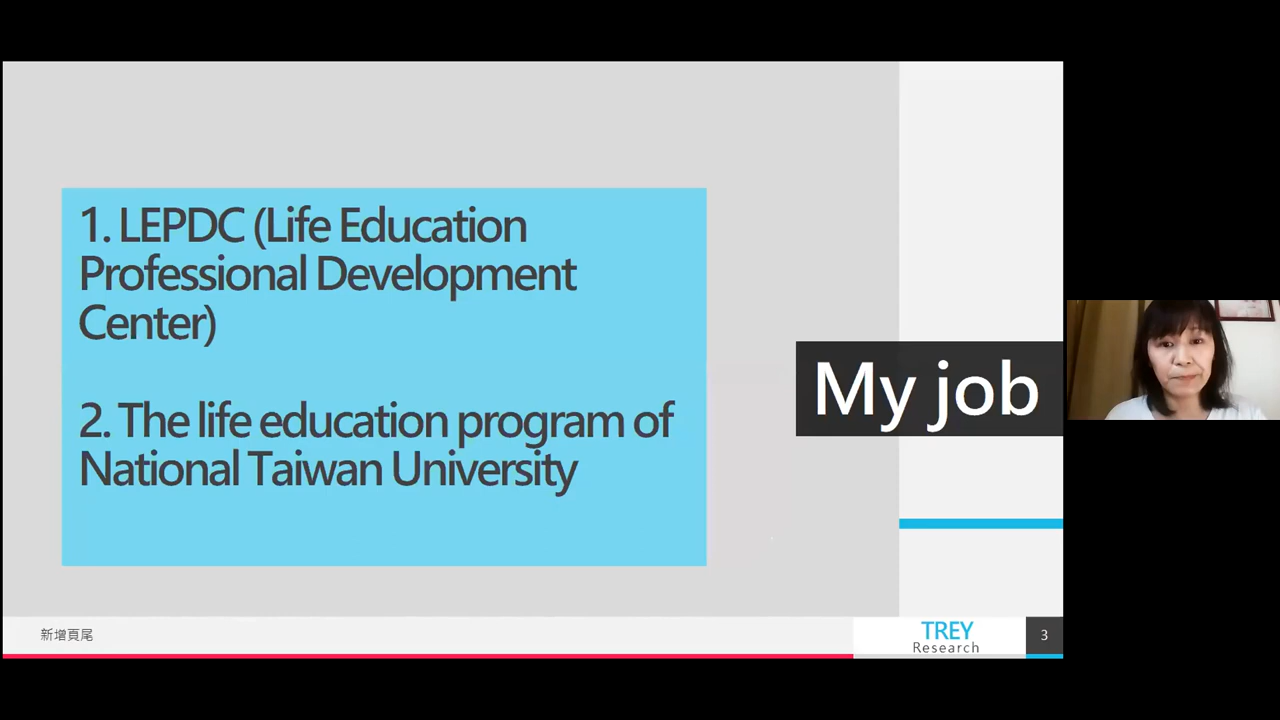 1. LEPDC (Life Education
Professional Development
Center)
2. The life education program of
National Taiwan University
My job
新增頁尾
TREY
Research
3